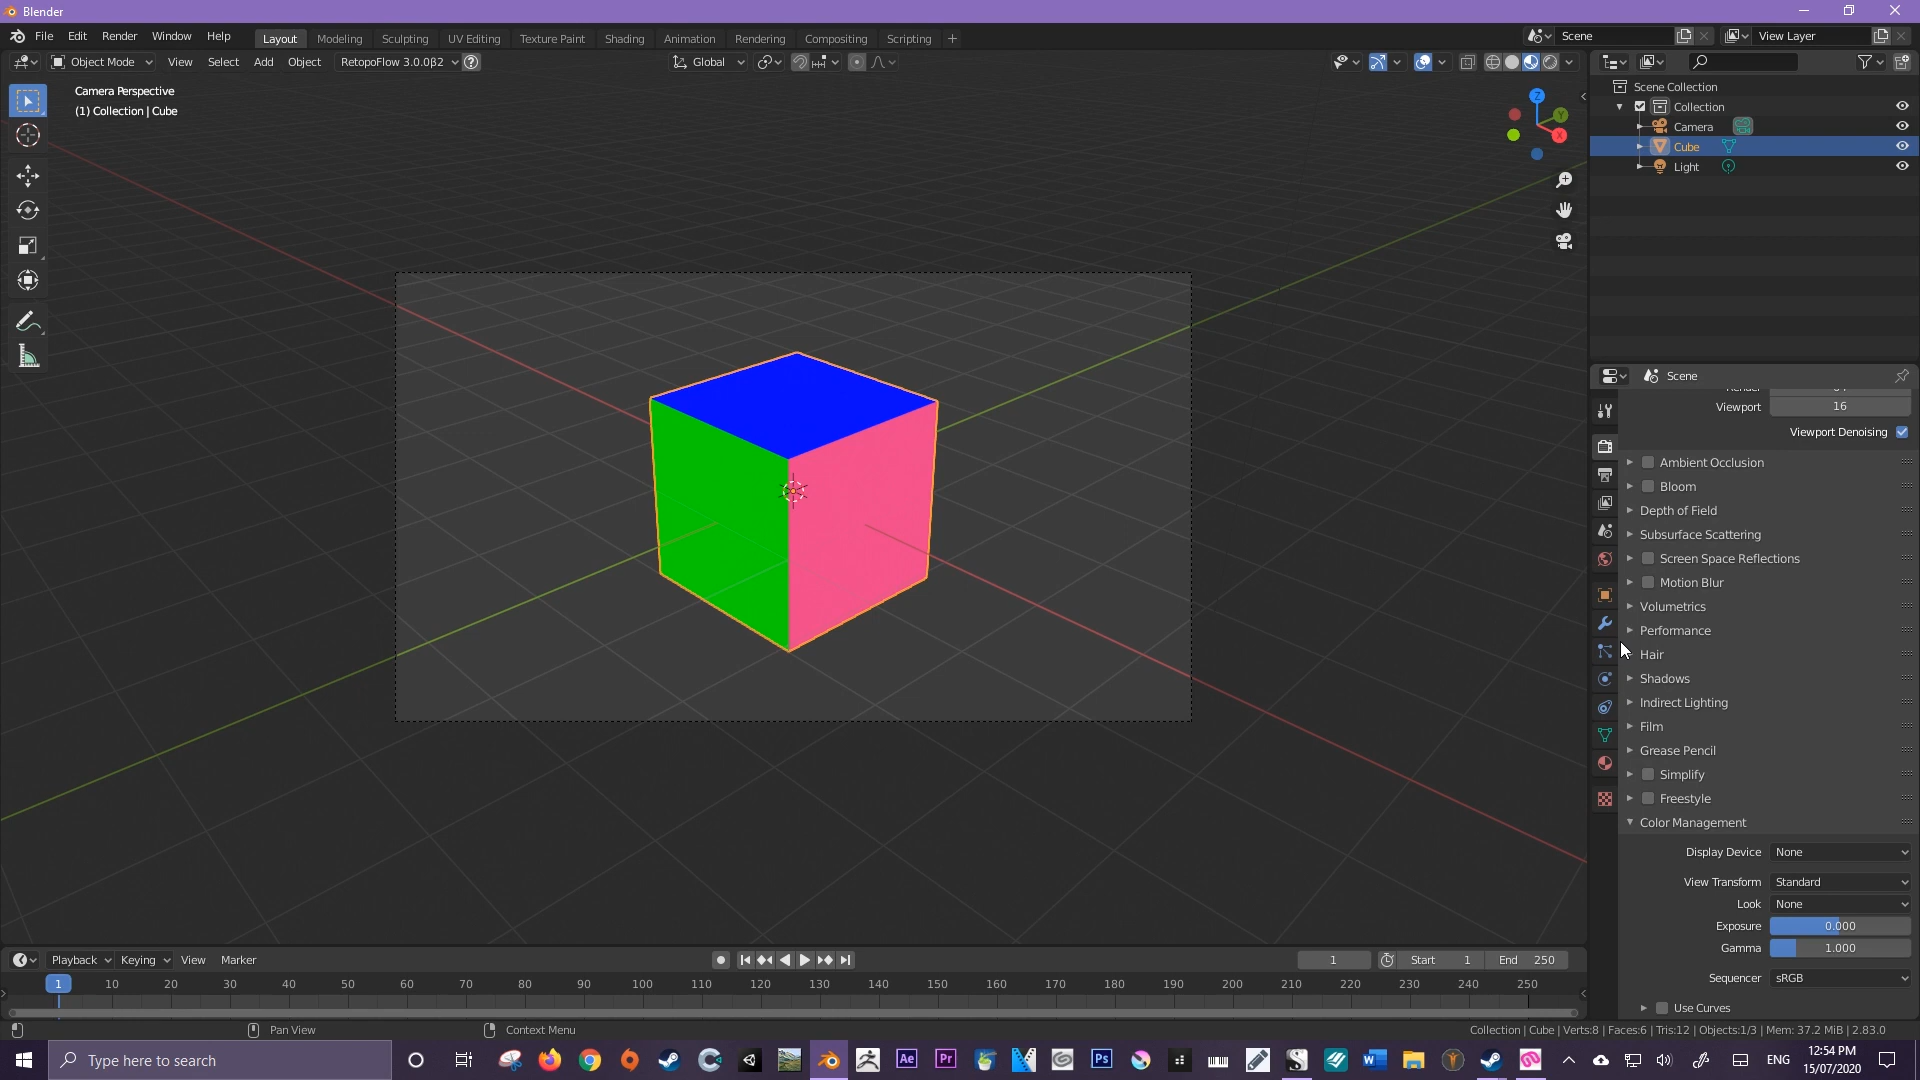 Blender
File Edit Render Window Help Layout Modeling Sculpting UV Editing Texture Paint Shading Animation Rendering Compositing Scripting + Scene View Layer
Object Mode View Select Add Object RetopoFlow 3.0.0β2 ? Global
Camera Perspective
(1) Collection | Cube
Z
Y
X
Scene Collection
Collection
Camera
Cube
Light
Scene
Viewport 16
Viewport Denoising
Ambient Occlusion
Bloom
Depth of Field
Subsurface Scattering
Screen Space Reflections
Motion Blur
Volumetrics
Performance
Hair
Shadows
Indirect Lighting
Film
Grease Pencil
Simplify
Freestyle
Color Management
Display Device None
View Transform Standard
Look None
Exposure 0.000
Gamma 1.000
Sequencer sRGB
Use Curves
Playback Keying View Marker 1 Start 1 End 250
1 10 20 30 40 50 60 70 80 90 100 110 120 130 140 150 160 170 180 190 200 210 220 230 240 250
Pan View Context Menu Collection | Cube | Verts:8 | Faces:6 | Tris:12 | Objects:1/3 | Mem: 37.2 MiB | 2.83.0
Type here to search Ae Pr Ps W ENG 12:54 PM
15/07/2020